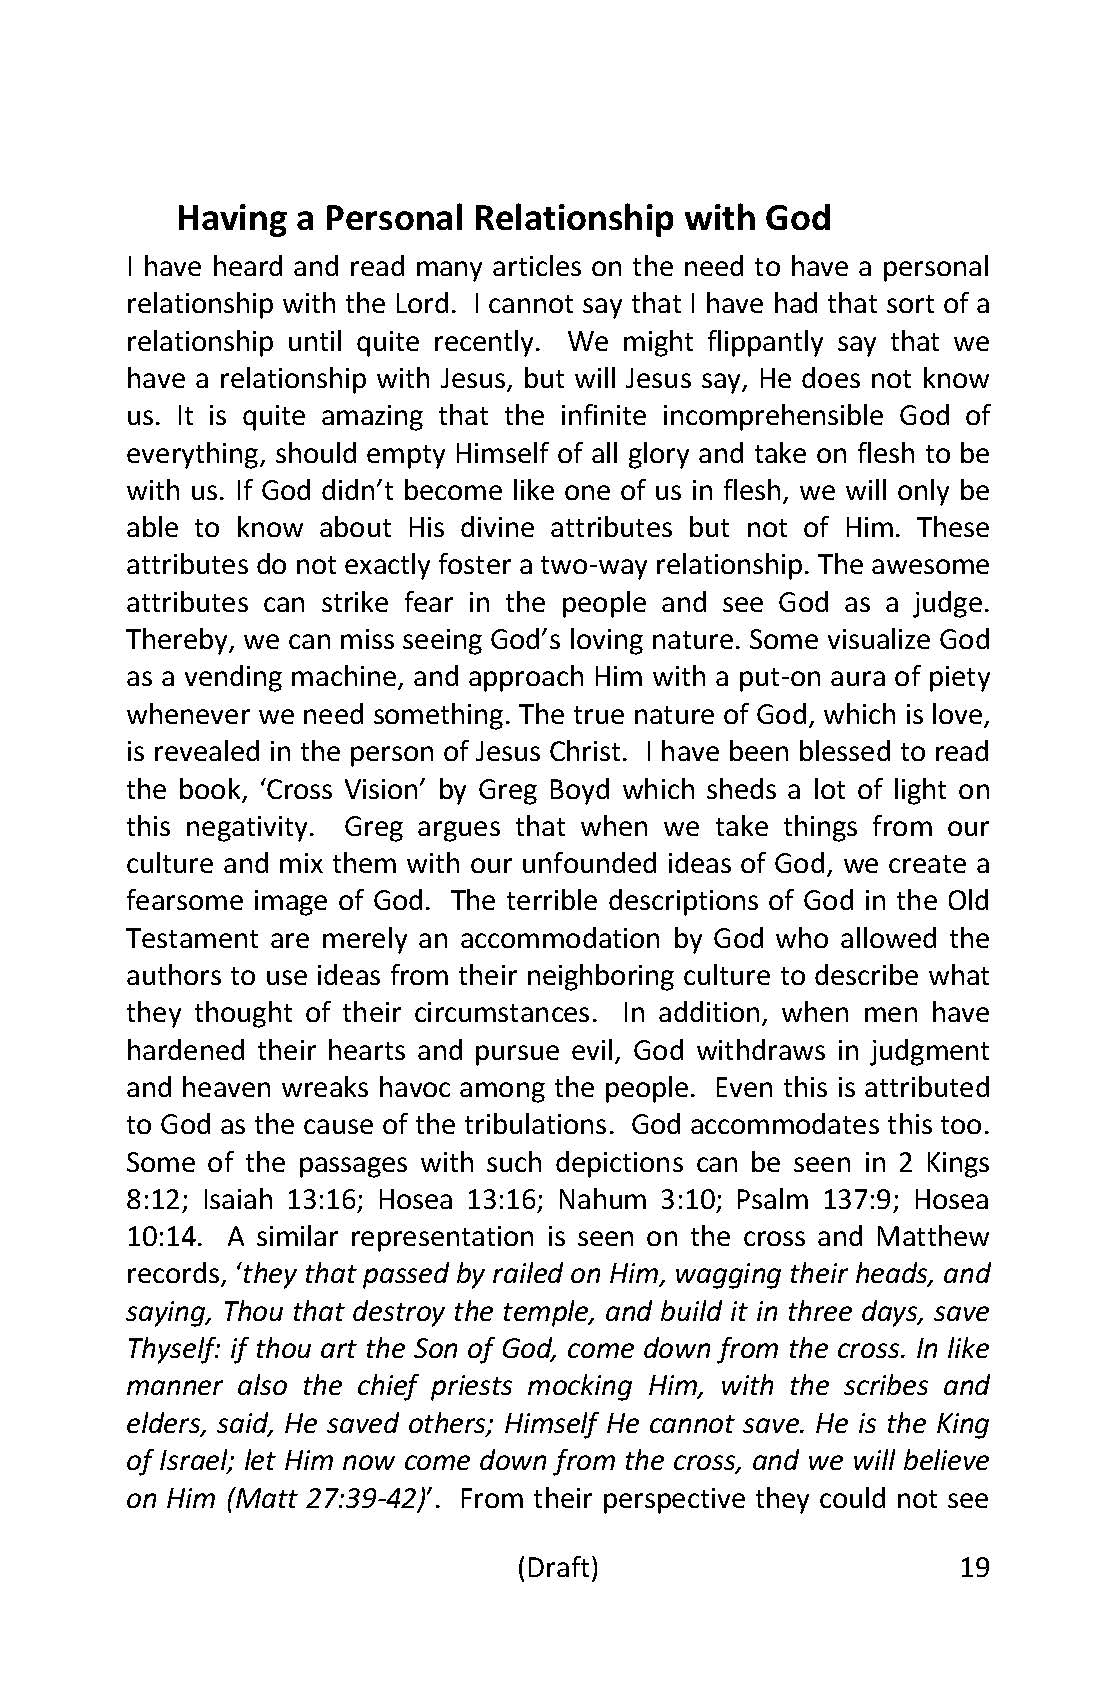 Having a Personal Relationship with God
I have heard and read many articles on the need to have a personal
relationship with the Lord.  I cannot say that I have had that sort of a
relationship until quite recently.  We might flippantly say that we
have a relationship with Jesus, but will Jesus say, He does not know
us. It is quite amazing that the infinite incomprehensible God of
everything, should empty Himself of all glory and take on flesh to be
with us. If God didn’t become like one of us in flesh, we will only be
able to know about His divine attributes but not of Him. These
attributes do not exactly foster a two-way relationship. The awesome
attributes can strike fear in the people and see God as a judge.
Thereby, we can miss seeing God’s loving nature. Some visualize God
as a vending machine, and approach Him with a put-on aura of piety
whenever we need something. The true nature of God, which is love,
is revealed in the person of Jesus Christ.  I have been blessed to read
the book, ‘Cross Vision’ by Greg Boyd which sheds a lot of light on
this negativity.  Greg argues that when we take things from our
culture and mix them with our unfounded ideas of God, we create a
fearsome image of God.  The terrible descriptions of God in the Old
Testament are merely an accommodation by God who allowed the
authors to use ideas from their neighboring culture to describe what
they thought of their circumstances.  In addition, when men have
hardened their hearts and pursue evil, God withdraws in judgment
and heaven wreaks havoc among the people.  Even this is attributed
to God as the cause of the tribulations.  God accommodates this too.
Some of the passages with such depictions can be seen in 2 Kings
8:12; Isaiah 13:16; Hosea 13:16; Nahum 3:10; Psalm 137:9; Hosea
10:14.  A similar representation is seen on the cross and Matthew
records, ‘they that passed by railed on Him, wagging their heads, and
saying, Thou that destroy the temple, and build it in three days, save
Thyself: if thou art the Son of God, come down from the cross. In like
manner also the chief priests mocking Him, with the scribes and
elders, said, He saved others; Himself He cannot save. He is the King
of Israel; let Him now come down from the cross, and we will believe
on Him (Matt 27:39-42)’.  From their perspective they could not see
(Draft) 19